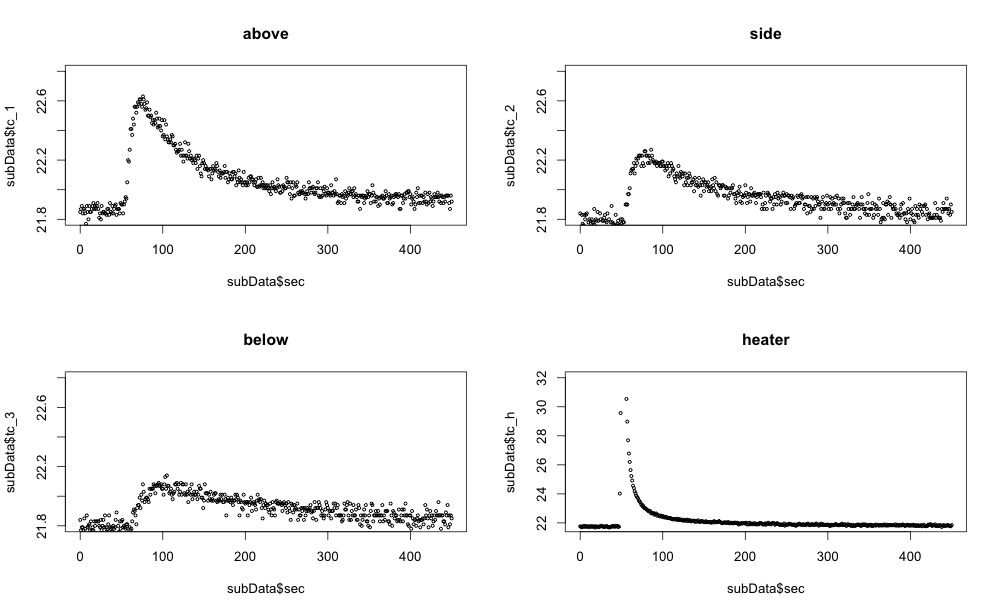 above
subData$tc_1
22.6
22.2
21.8
0 100 200 300 400
subData$sec
side
subData$tc_2
22.6
22.2
21.8
0 100 200 300 400
subData$sec
below
subData$tc_3
22.6
22.2
21.8
0 100 200 300 400
subData$sec
heater
subData$tc_h
32
30
28
26
24
22
0 100 200 300 400
subData$sec